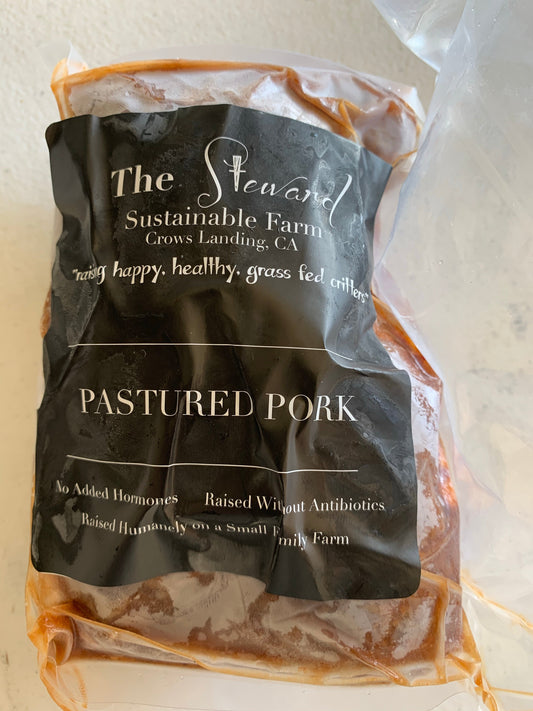 The Steward
Sustainable Farm
Crows Landing, CA
"raising happy, healthy, grass fed critters"
PASTURED PORK
No Added Hormones Raised Without Antibiotics
Raised Humanely on a Small Family Farm